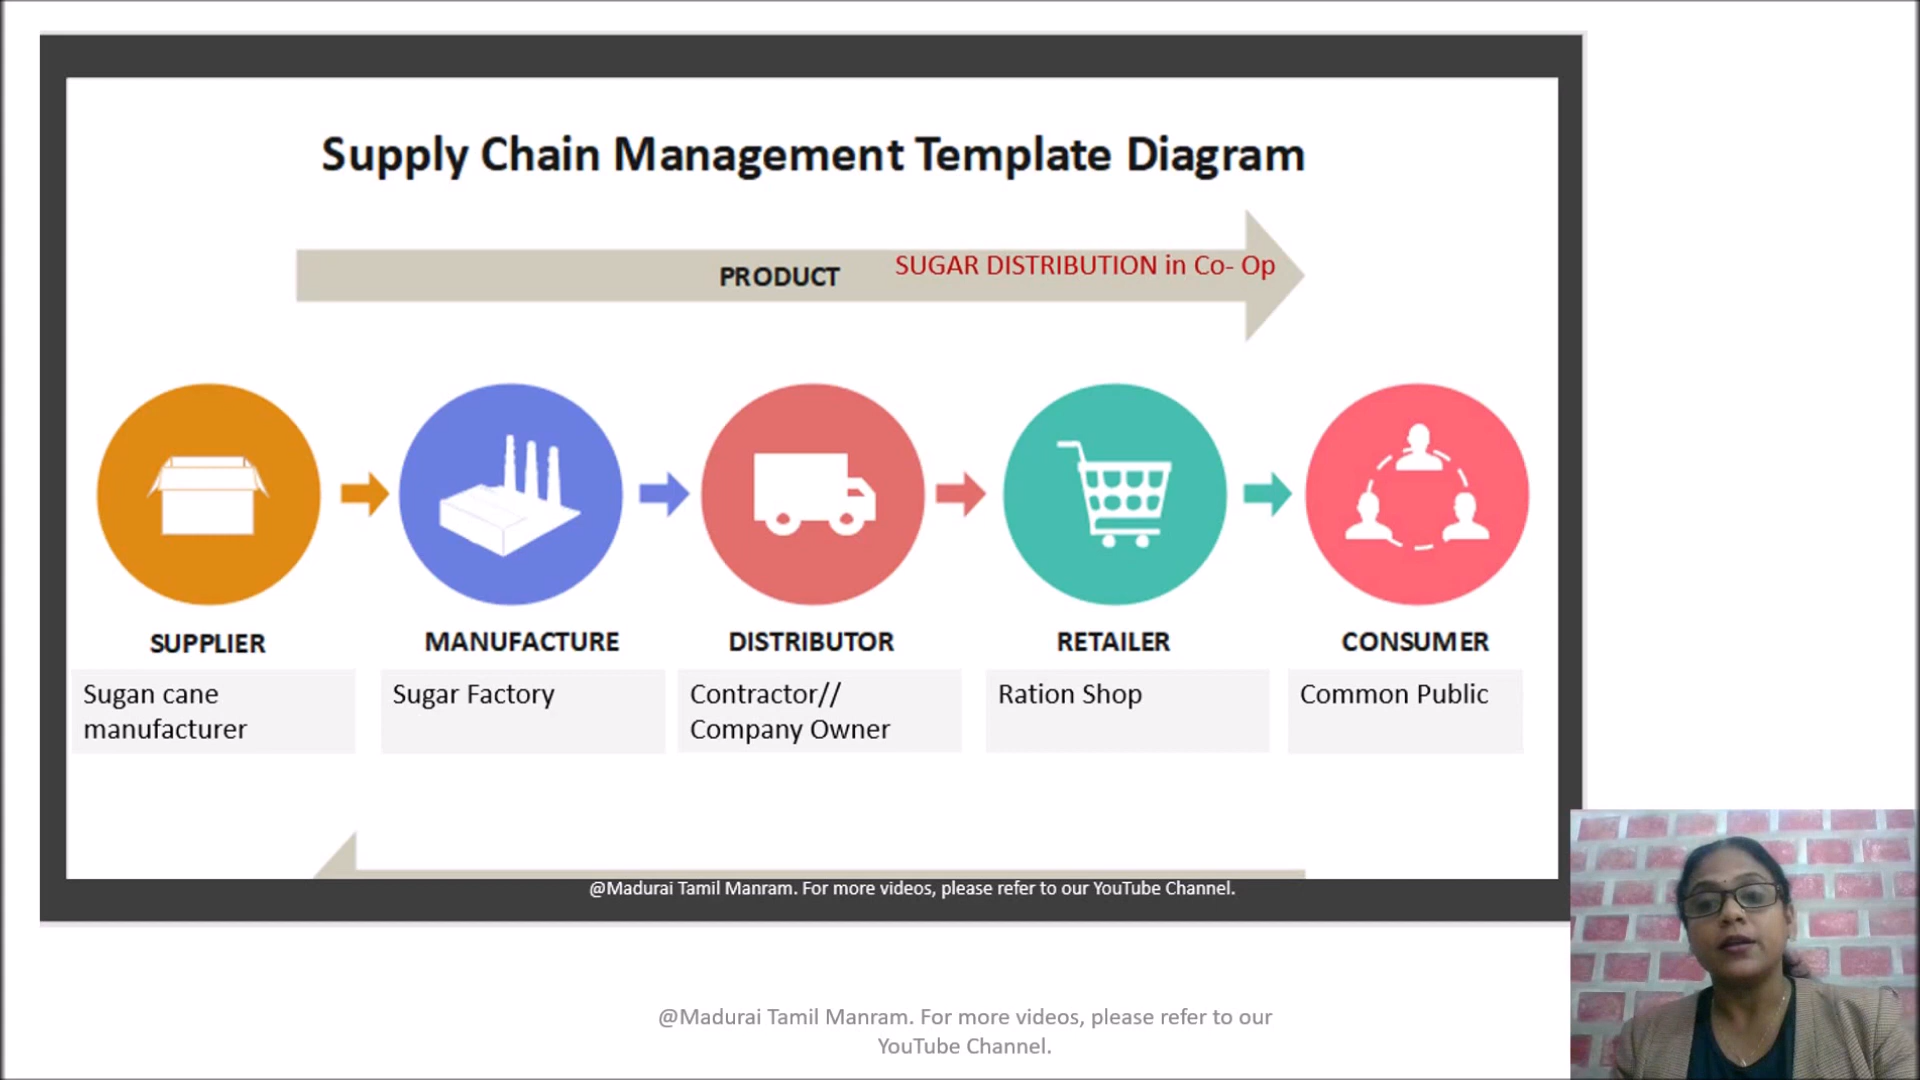 Supply Chain Management Template Diagram
PRODUCT
SUGAR DISTRIBUTION in Co- Op
SUPPLIER
MANUFACTURE
DISTRIBUTOR
RETAILER
CONSUMER
Sugan cane
manufacturer
Sugar Factory
Contractor//
Company Owner
Ration Shop
Common Public
@Madurai Tamil Manram. For more videos, please refer to our YouTube Channel.
@Madurai Tamil Manram. For more videos, please refer to our
YouTube Channel.